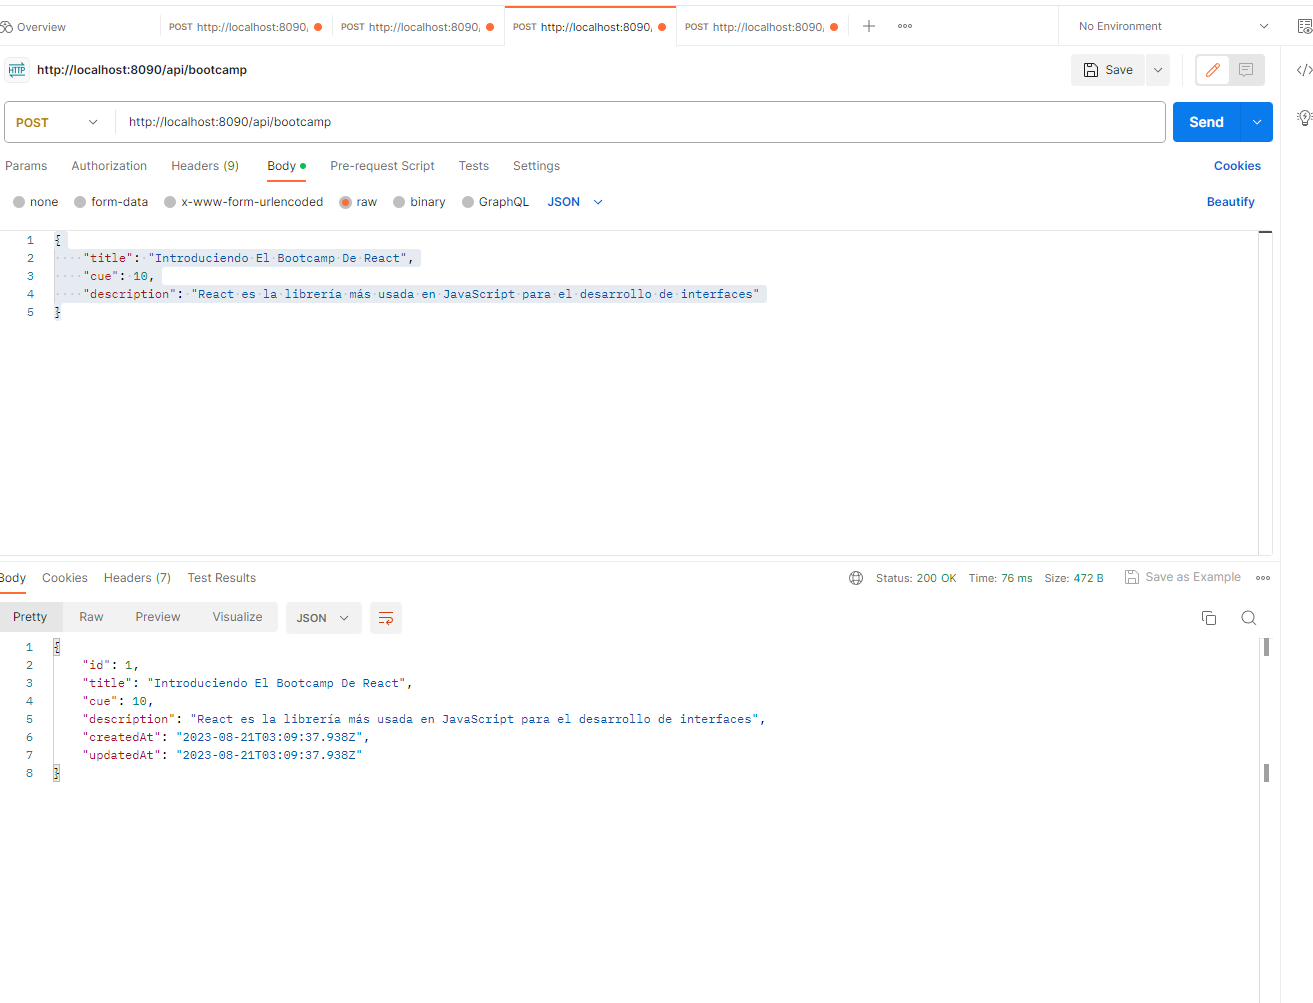 Overview POST http://localhost:8090, POST http://localhost:8090, POST http://localhost:8090, POST http://localhost:8090, No Environment
HTTP http://localhost:8090/api/bootcamp Save
POST http://localhost:8090/api/bootcamp Send
Params Authorization Headers (9) Body Pre-request Script Tests Settings Cookies
none form-data x-www-form-urlencoded raw binary GraphQL JSON Beautify
1 {
2 "title": "Introduciendo El Bootcamp De React",
3 "cue": 10,
4 "description": "React es la librería más usada en JavaScript para el desarrollo de interfaces"
5 }
Body Cookies Headers (7) Test Results Status: 200 OK Time: 76 ms Size: 472 B Save as Example
Pretty Raw Preview Visualize JSON
1 {
2 "id": 1,
3 "title": "Introduciendo El Bootcamp De React",
4 "cue": 10,
5 "description": "React es la librería más usada en JavaScript para el desarrollo de interfaces",
6 "createdAt": "2023-08-21T03:09:37.938Z",
7 "updatedAt": "2023-08-21T03:09:37.938Z"
8 }